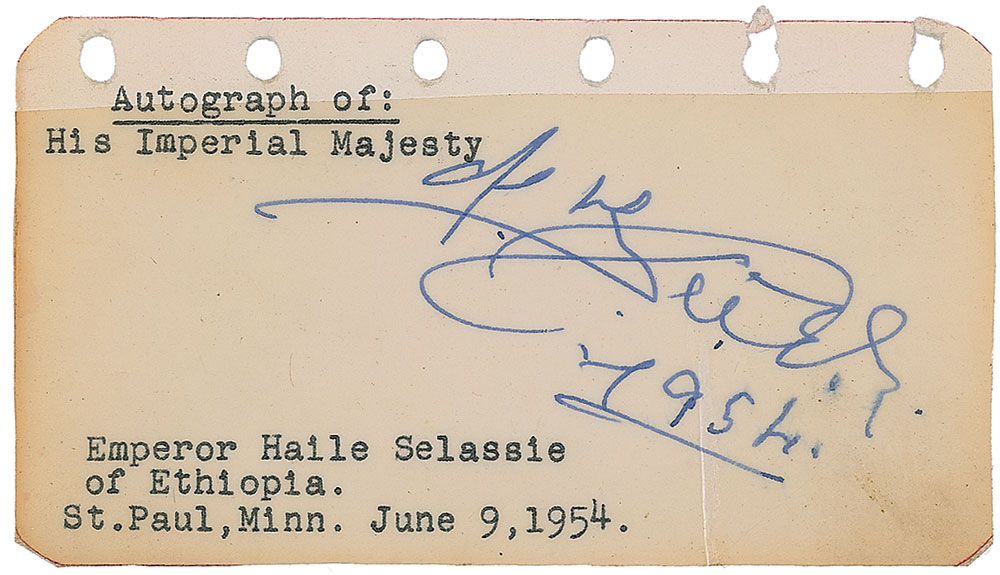 Autograph of:
His Imperial Majesty
1954.
Emperor Haile Selassie
of Ethiopia.
St.Paul,Minn. June 9,1954.